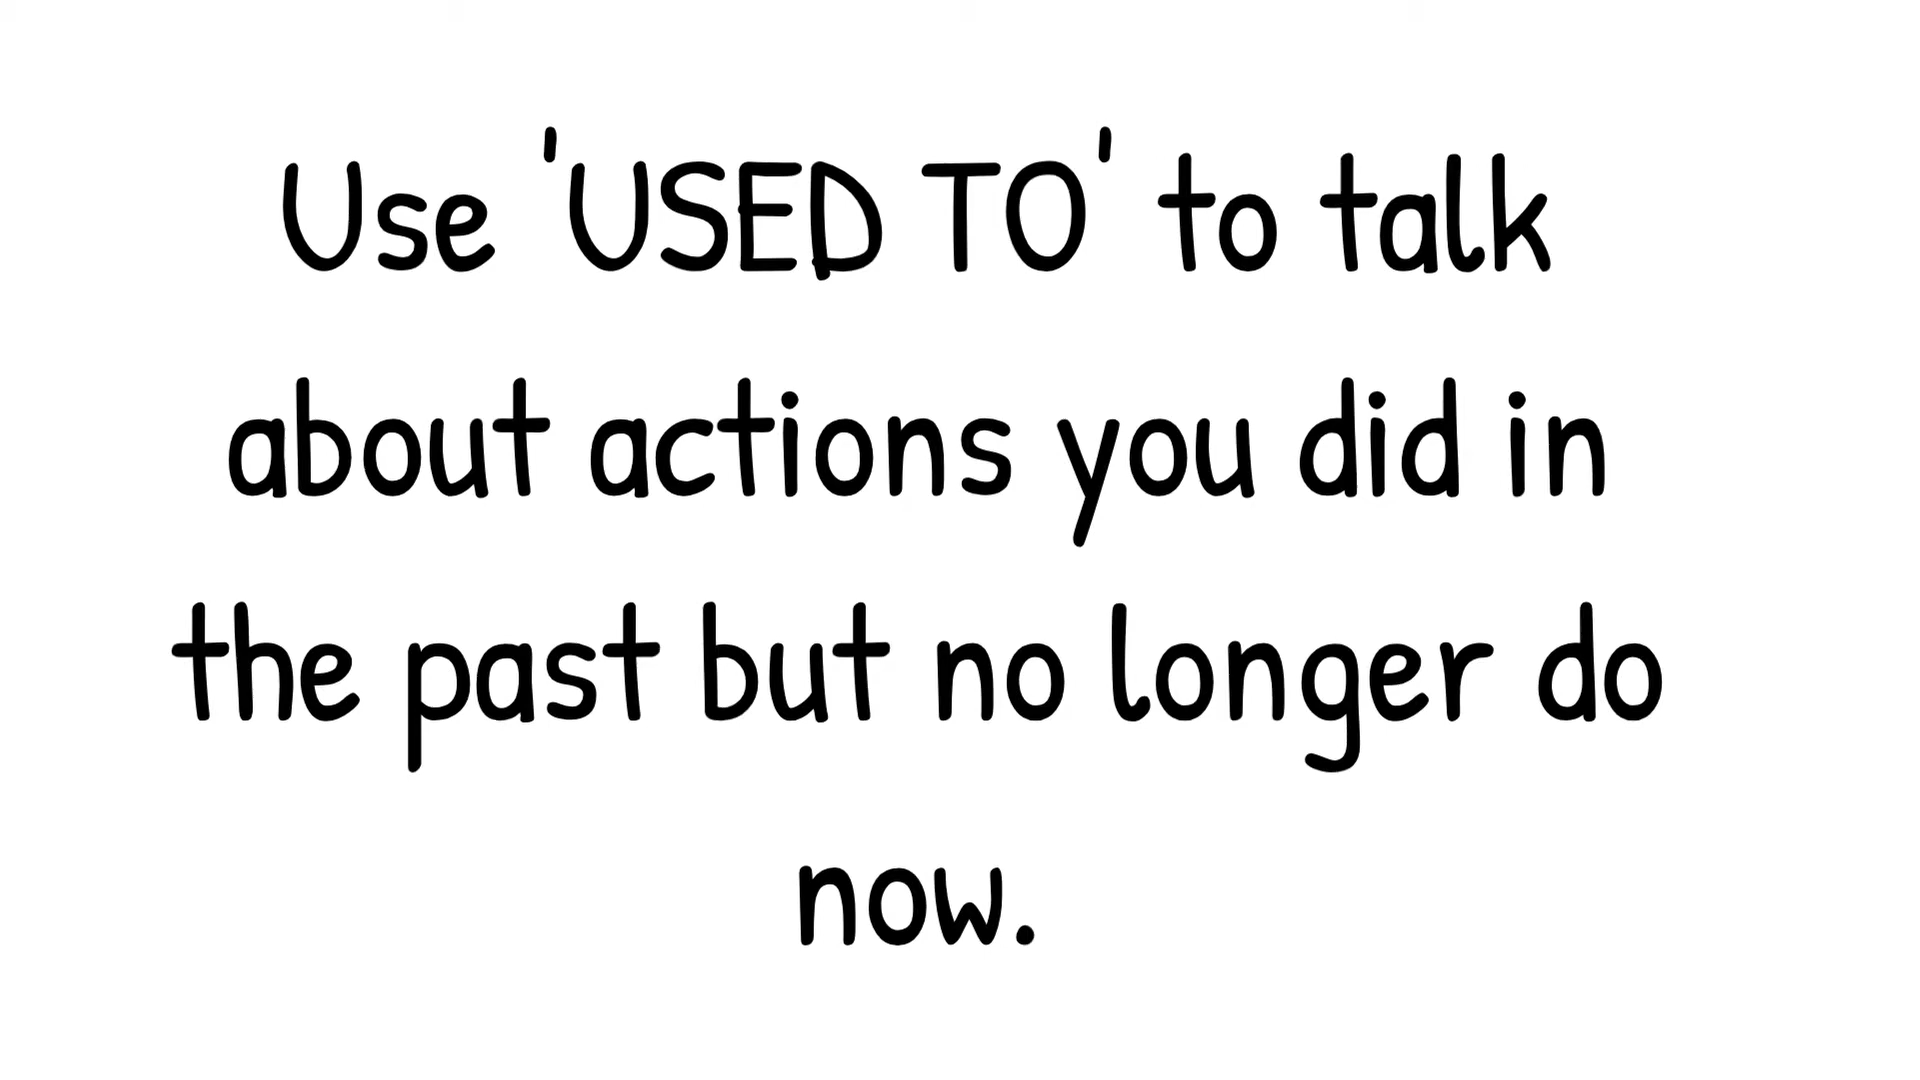 Use 'USED TO' to talk
about actions you did in
the past but no longer do
now.